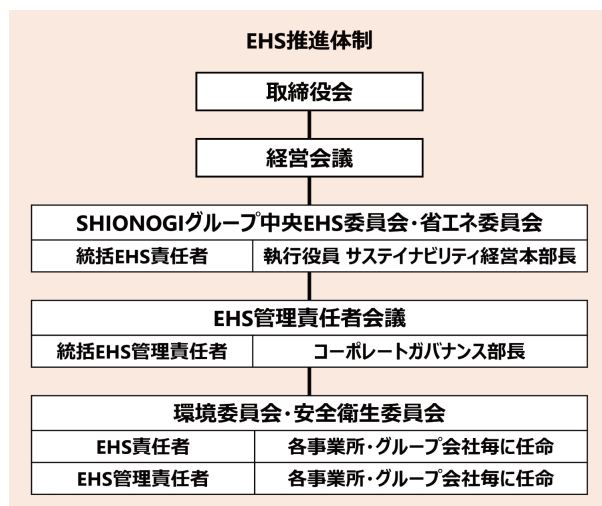 EHS推進体制
取締役会
経営会議
SHIONOGIグループ中央EHS委員会・省エネ委員会
統括EHS責任者 執行役員 サステイナビリティ経営本部長
EHS管理責任者会議
統括EHS管理責任者 コーポレートガバナンス部長
環境委員会・安全衛生委員会
EHS責任者 各事業所・グループ会社毎に任命
EHS管理責任者 各事業所・グループ会社毎に任命